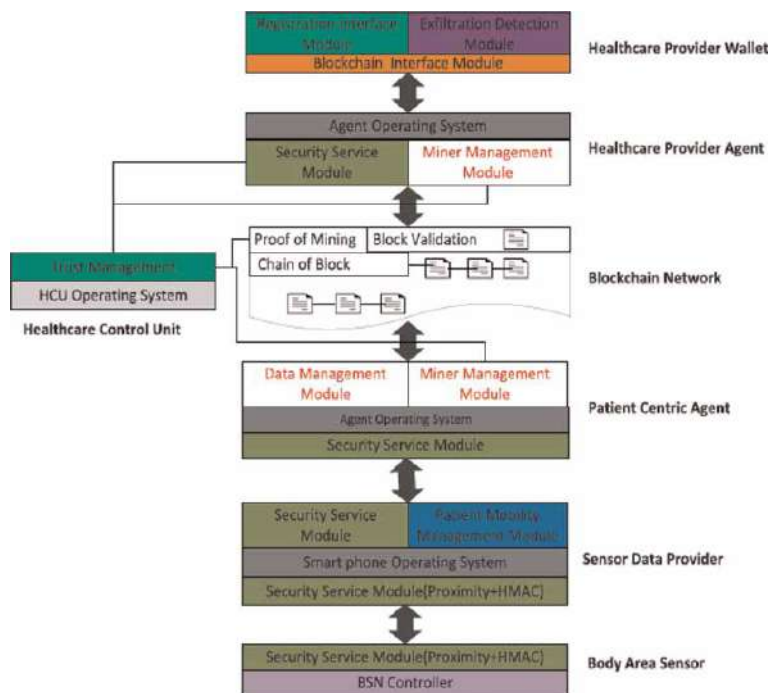 Registration Interface
Module
Exfiltration Detection
Module
Blockchain Interface Module
Healthcare Provider Wallet
Agent Operating System
Security Service
Module
Miner Management
Module
Healthcare Provider Agent
Proof of Mining
Block Validation
Chain of Block
Blockchain Network
Trust Management
HCU Operating System
Healthcare Control Unit
Data Management
Module
Miner Management
Module
Agent Operating System
Security Service Module
Patient Centric Agent
Security Service
Module
Patient Mobility
Management Module
Smart phone Operating System
Security Service Module(Proximity+HMAC)
Sensor Data Provider
Security Service Module(Proximity+HMAC)
BSN Controller
Body Area Sensor